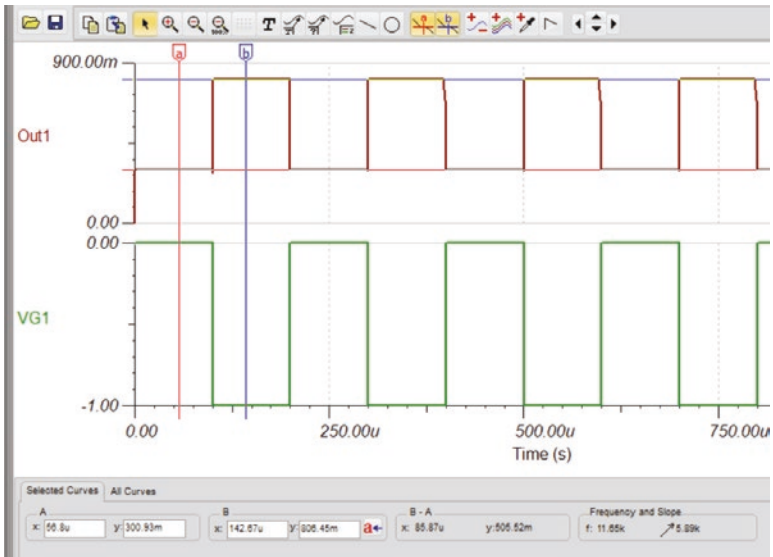 T
a b
900.00m
Out1
0.00
0.00
VG1
-1.00
0.00 250.00u 500.00u 750.00u
Time (s)
Selected Curves All Curves
A B B - A Frequency and Slope
x: 56.8u y: 300.93m x: 142.67u y: 806.45m a x: 85.87u y:505.52m f: 11.65k 5.89k